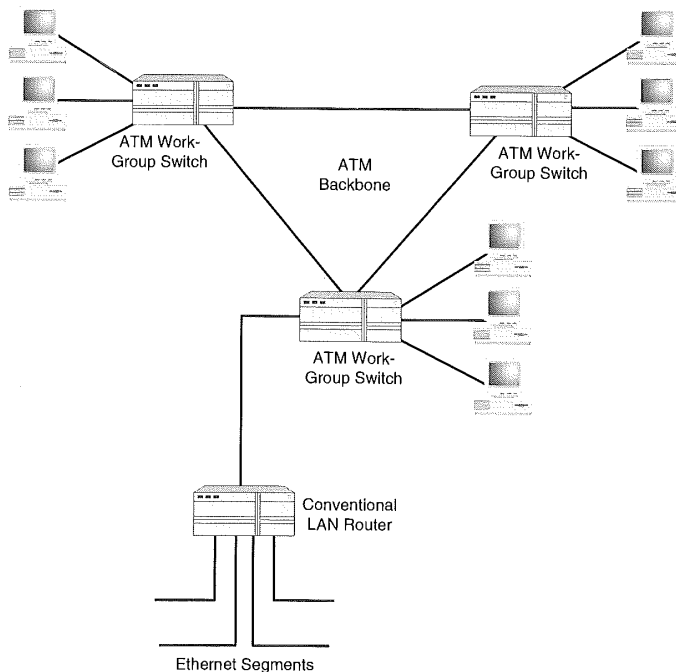 ATM Work-
Group Switch
ATM
Backbone
ATM Work-
Group Switch
ATM Work-
Group Switch
Conventional
LAN Router
Ethernet Segments